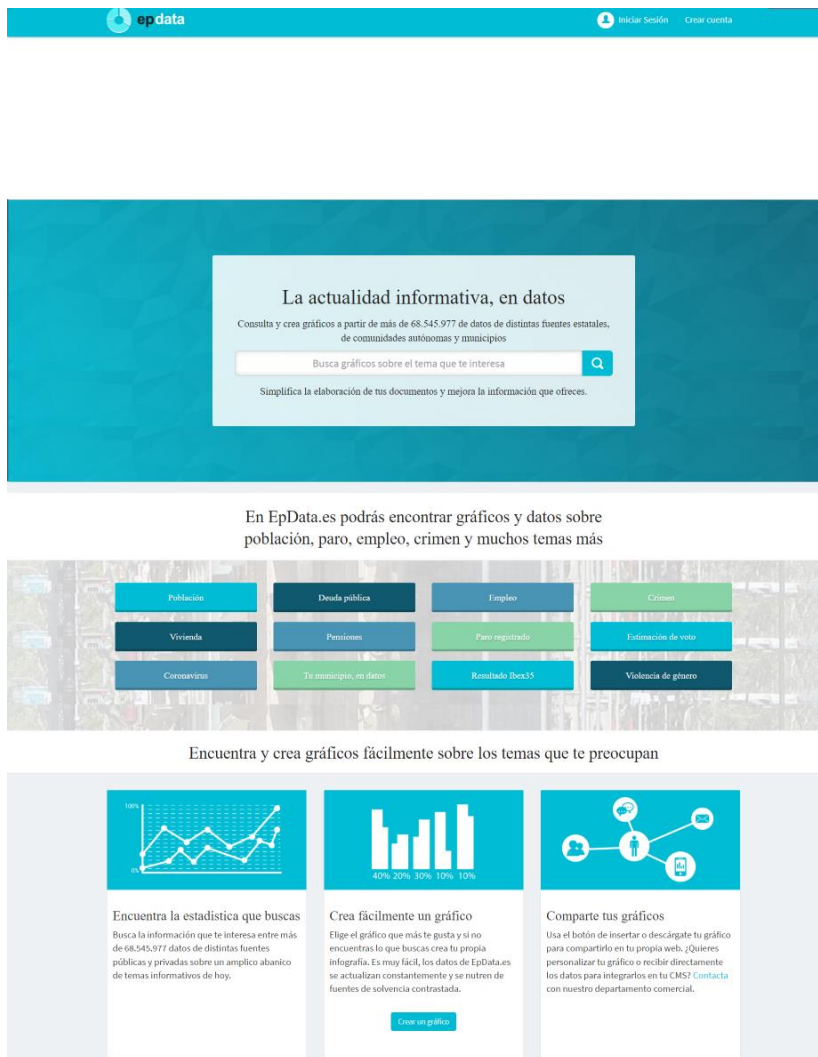 epdata
Iniciar Sesión Crear cuenta
La actualidad informativa, en datos
Consulta y crea gráficos a partir de más de 68.545.977 de datos de distintas fuentes estatales,
de comunidades autónomas y municipios
Busca gráficos sobre el tema que te interesa
Simplifica la elaboración de tus documentos y mejora la información que ofreces.
En EpData.es podrás encontrar gráficos y datos sobre
población, paro, empleo, crimen y muchos temas más
Población Deuda pública Empleo Crimen
Vivienda Pensiones Paro registrado Estimación de voto
Coronavirus Tu municipio, en datos Resultado Ibex35 Violencia de género
Encuentra y crea gráficos fácilmente sobre los temas que te preocupan
100%
0%
40% 20% 30% 10% 10%
Encuentra la estadística que buscas
Busca la información que te interesa entre más
de 68.545.977 datos de distintas fuentes
públicas y privadas sobre un amplico abanico
de temas informativos de hoy.
Crea fácilmente un gráfico
Elige el gráfico que más te gusta y si no
encuentras lo que buscas crea tu propia
infografía. Es muy fácil, los datos de EpData.es
se actualizan constantemente y se nutren de
fuentes de solvencia contrastada.
Crear un gráfico
Comparte tus gráficos
Usa el botón de insertar o descárgate tu gráfico
para compartirlo en tu propia web. ¿Quieres
personalizar tu gráfico o recibir directamente
los datos para integrarlos en tu CMS? Contacta
con nuestro departamento comercial.